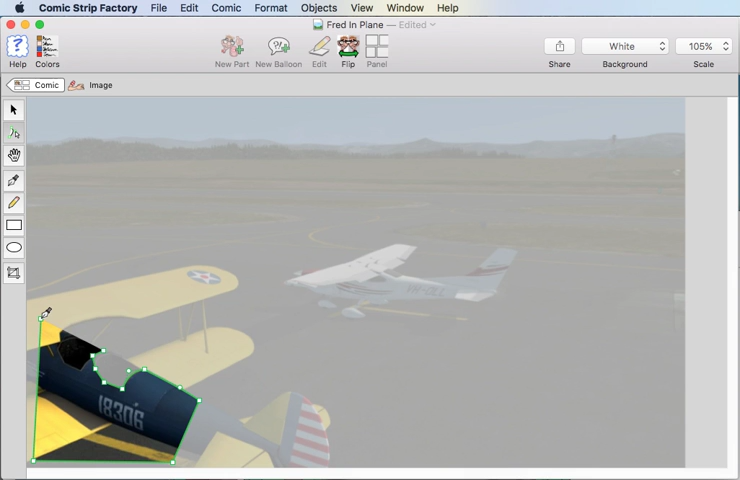 Comic Strip Factory File Edit Comic Format Objects View Window Help
Fred In Plane — Edited
Help Colors New Part New Balloon Edit Flip Panel Share White Background 105% Scale
Comic Image
18306